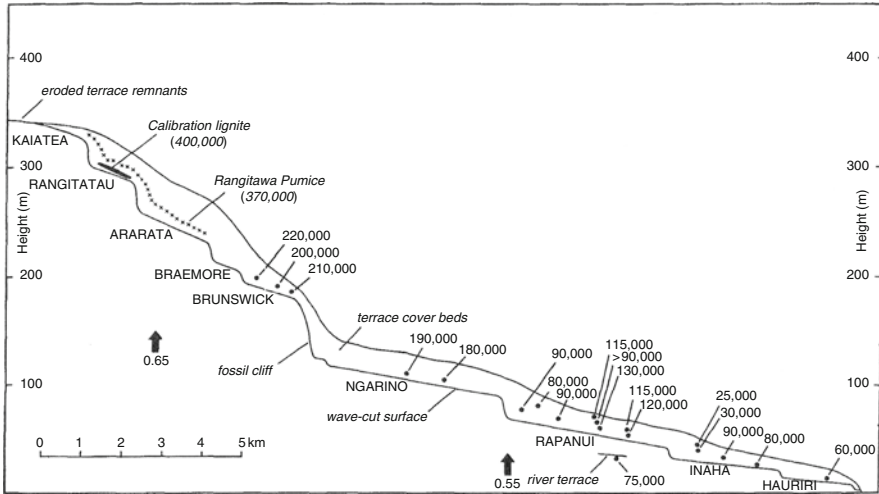 400
400
eroded terrace remnants
Calibration lignite
(400,000)
KAIATEA
300
300
RANGITATAU
Rangitawa Pumice
(370,000)
Height (m)
Height (m)
ARARATA
220,000
200,000
210,000
BRAEMORE
200
200
BRUNSWICK
terrace cover beds
190,000
180,000
90,000
115,000
>90,000
130,000
0.65
fossil cliff
80,000
90,000
115,000
120,000
100
100
NGARINO
wave-cut surface
25,000
30,000
90,000
80,000
60,000
RAPANUI
0 1 2 3 4 5 km
INAHA
0.55
river terrace
75,000
HAURIRI